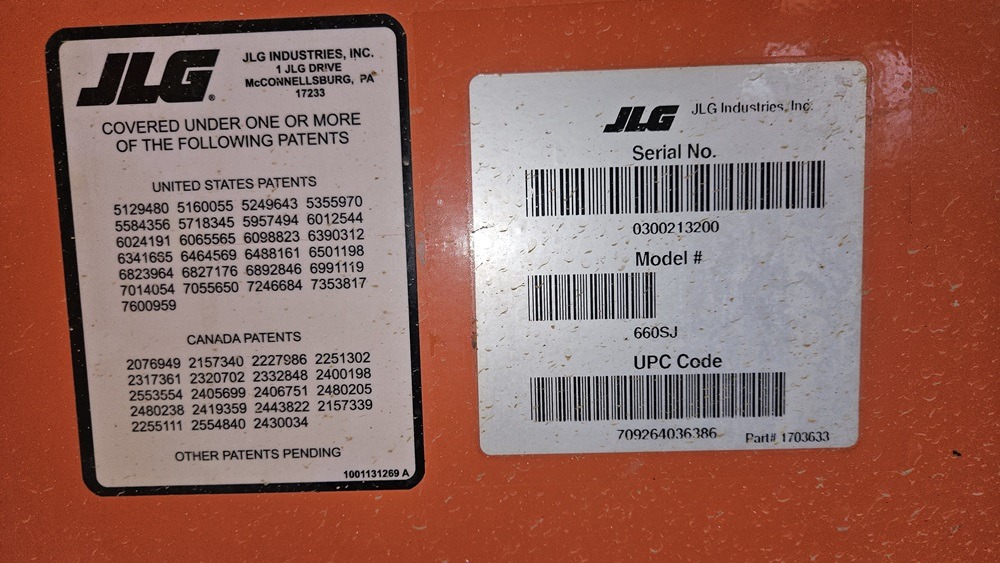 JLG®
JLG INDUSTRIES, INC.
1 JLG DRIVE
McCONNELLSBURG, PA
17233
COVERED UNDER ONE OR MORE
OF THE FOLLOWING PATENTS
UNITED STATES PATENTS
5129480 5160055 5249643 5355970
5584356 5718345 5957494 6012544
6024191 6065565 6098823 6390312
6341665 6464569 6488161 6501198
6823964 6827176 6892846 6991119
7014054 7055650 7246684 7353817
7600959
CANADA PATENTS
2076949 2157340 2227986 2251302
2317361 2320702 2332848 2400198
2553554 2405699 2406751 2480205
2480238 2419359 2443822 2157339
2255111 2554840 2430034
OTHER PATENTS PENDING
1001131269 A
JLG JLG Industries, Inc.
Serial No.
0300213200
Model #
660SJ
UPC Code
709264036386
Part# 1703633